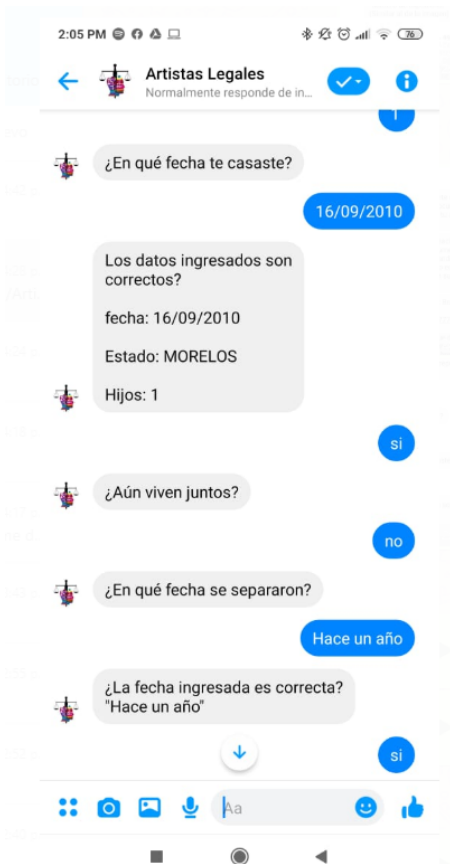 2:05 PM
76
Artistas Legales
Normalmente responde de in...
1
¿En qué fecha te casaste?
16/09/2010
Los datos ingresados son
correctos?
fecha: 16/09/2010
Estado: MORELOS
Hijos: 1
si
¿Aún viven juntos?
no
¿En qué fecha se separaron?
Hace un año
¿La fecha ingresada es correcta?
"Hace un año"
si
Aa